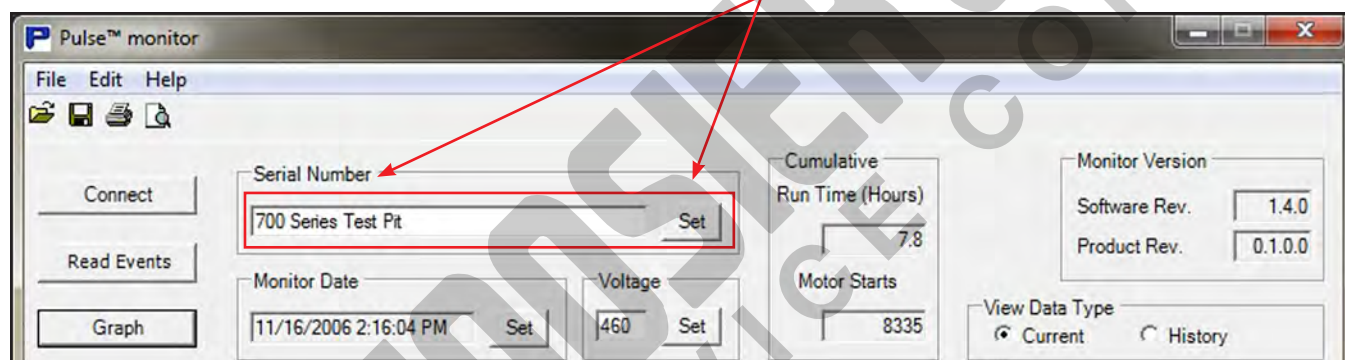 Pulse™ monitor
File Edit Help
Connect
Read Events
Graph
Serial Number
700 Series Test Pit Set
Monitor Date
11/16/2006 2:16:04 PM Set
Voltage
460 Set
Cumulative
Run Time (Hours)
7.8
Motor Starts
8335
Monitor Version
Software Rev. 1.4.0
Product Rev. 0.1.0.0
View Data Type
Current History